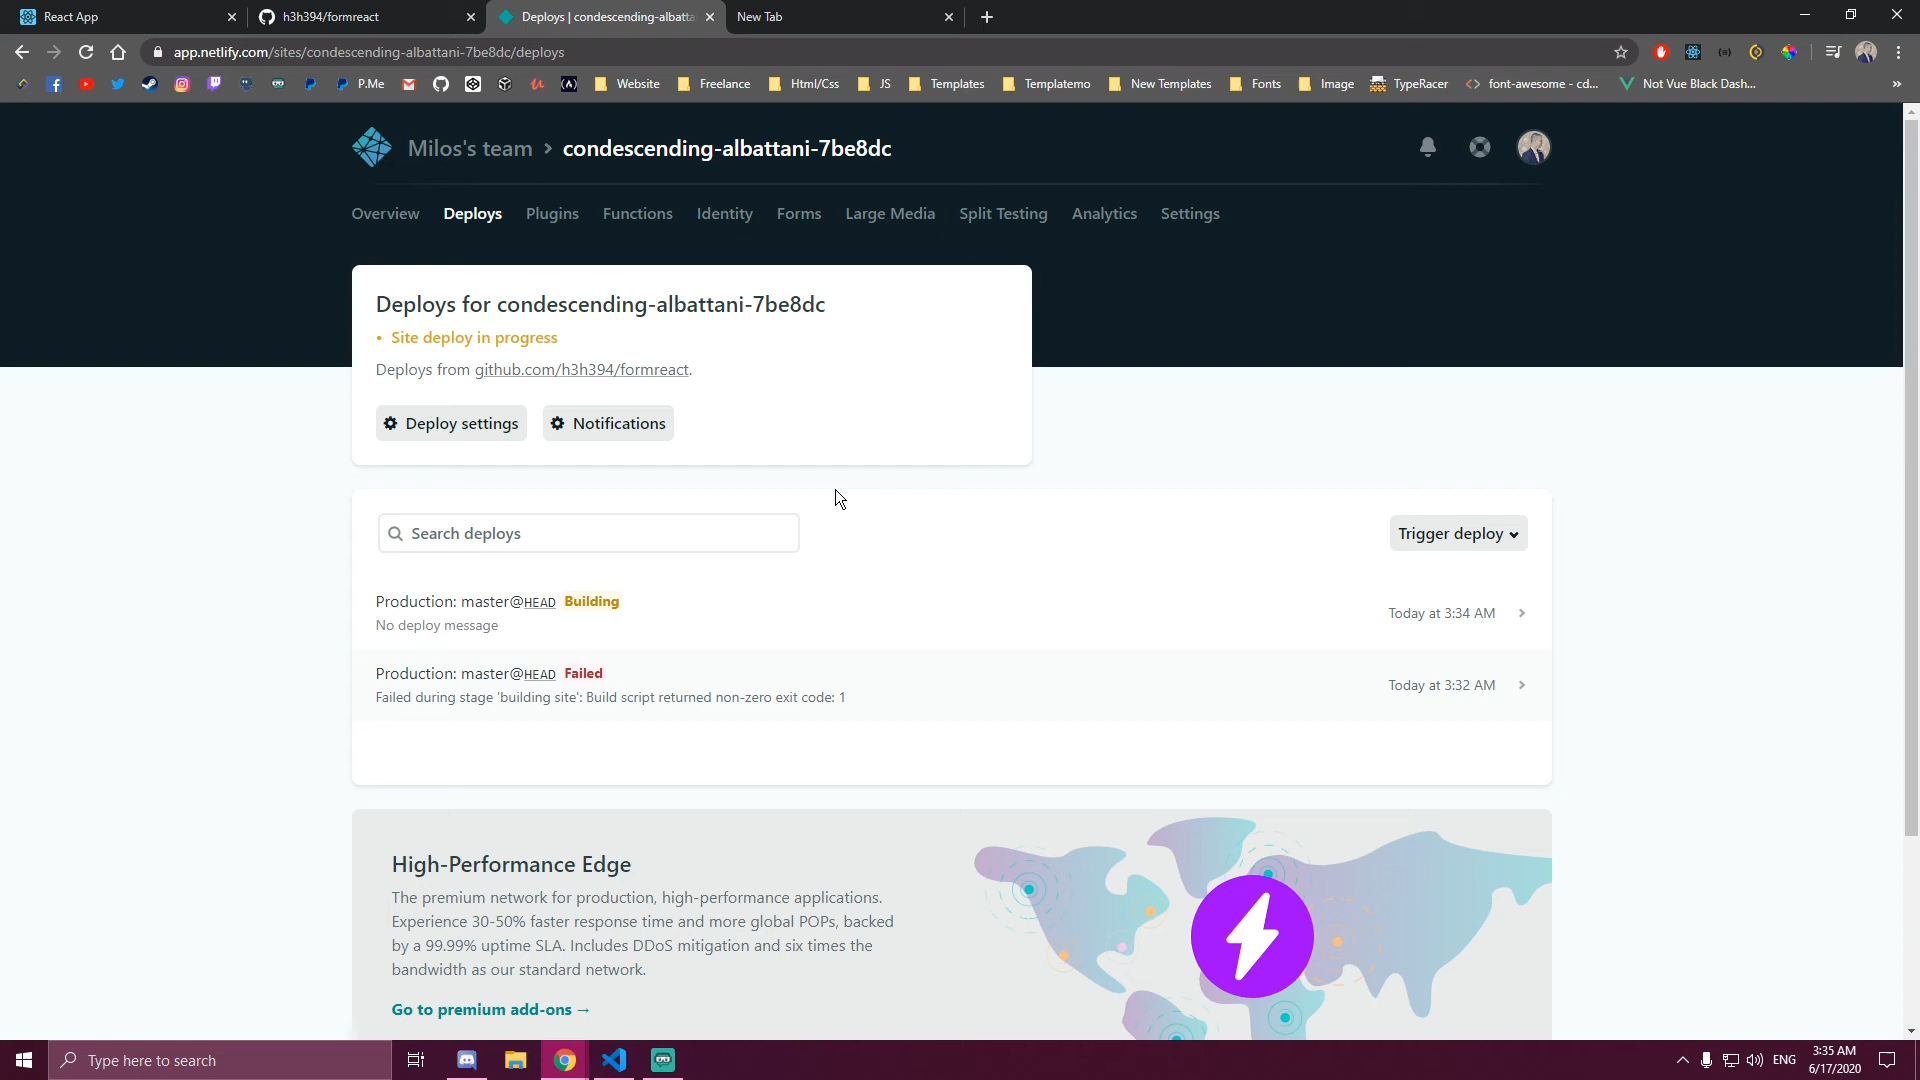 React App
h3h394/formreact
Deploys | condescending-albatta
New Tab
app.netlify.com/sites/condescending-albattani-7be8dc/deploys
P.Me
Website
Freelance
Html/Css
JS
Templates
Templatemo
New Templates
Fonts
Image
TypeRacer
font-awesome - cd...
Not Vue Black Dash...
»
Milos's team > condescending-albattani-7be8dc
Overview Deploys Plugins Functions Identity Forms Large Media Split Testing Analytics Settings
Deploys for condescending-albattani-7be8dc
• Site deploy in progress
Deploys from github.com/h3h394/formreact.
Deploy settings
Notifications
Search deploys
Trigger deploy
Production: master@HEAD Building
No deploy message
Today at 3:34 AM
Production: master@HEAD Failed
Failed during stage 'building site': Build script returned non-zero exit code: 1
Today at 3:32 AM
High-Performance Edge
The premium network for production, high-performance applications.
Experience 30-50% faster response time and more global POPs, backed
by a 99.99% uptime SLA. Includes DDoS mitigation and six times the
bandwidth as our standard network.
Go to premium add-ons →
Type here to search
ENG
3:35 AM
6/17/2020